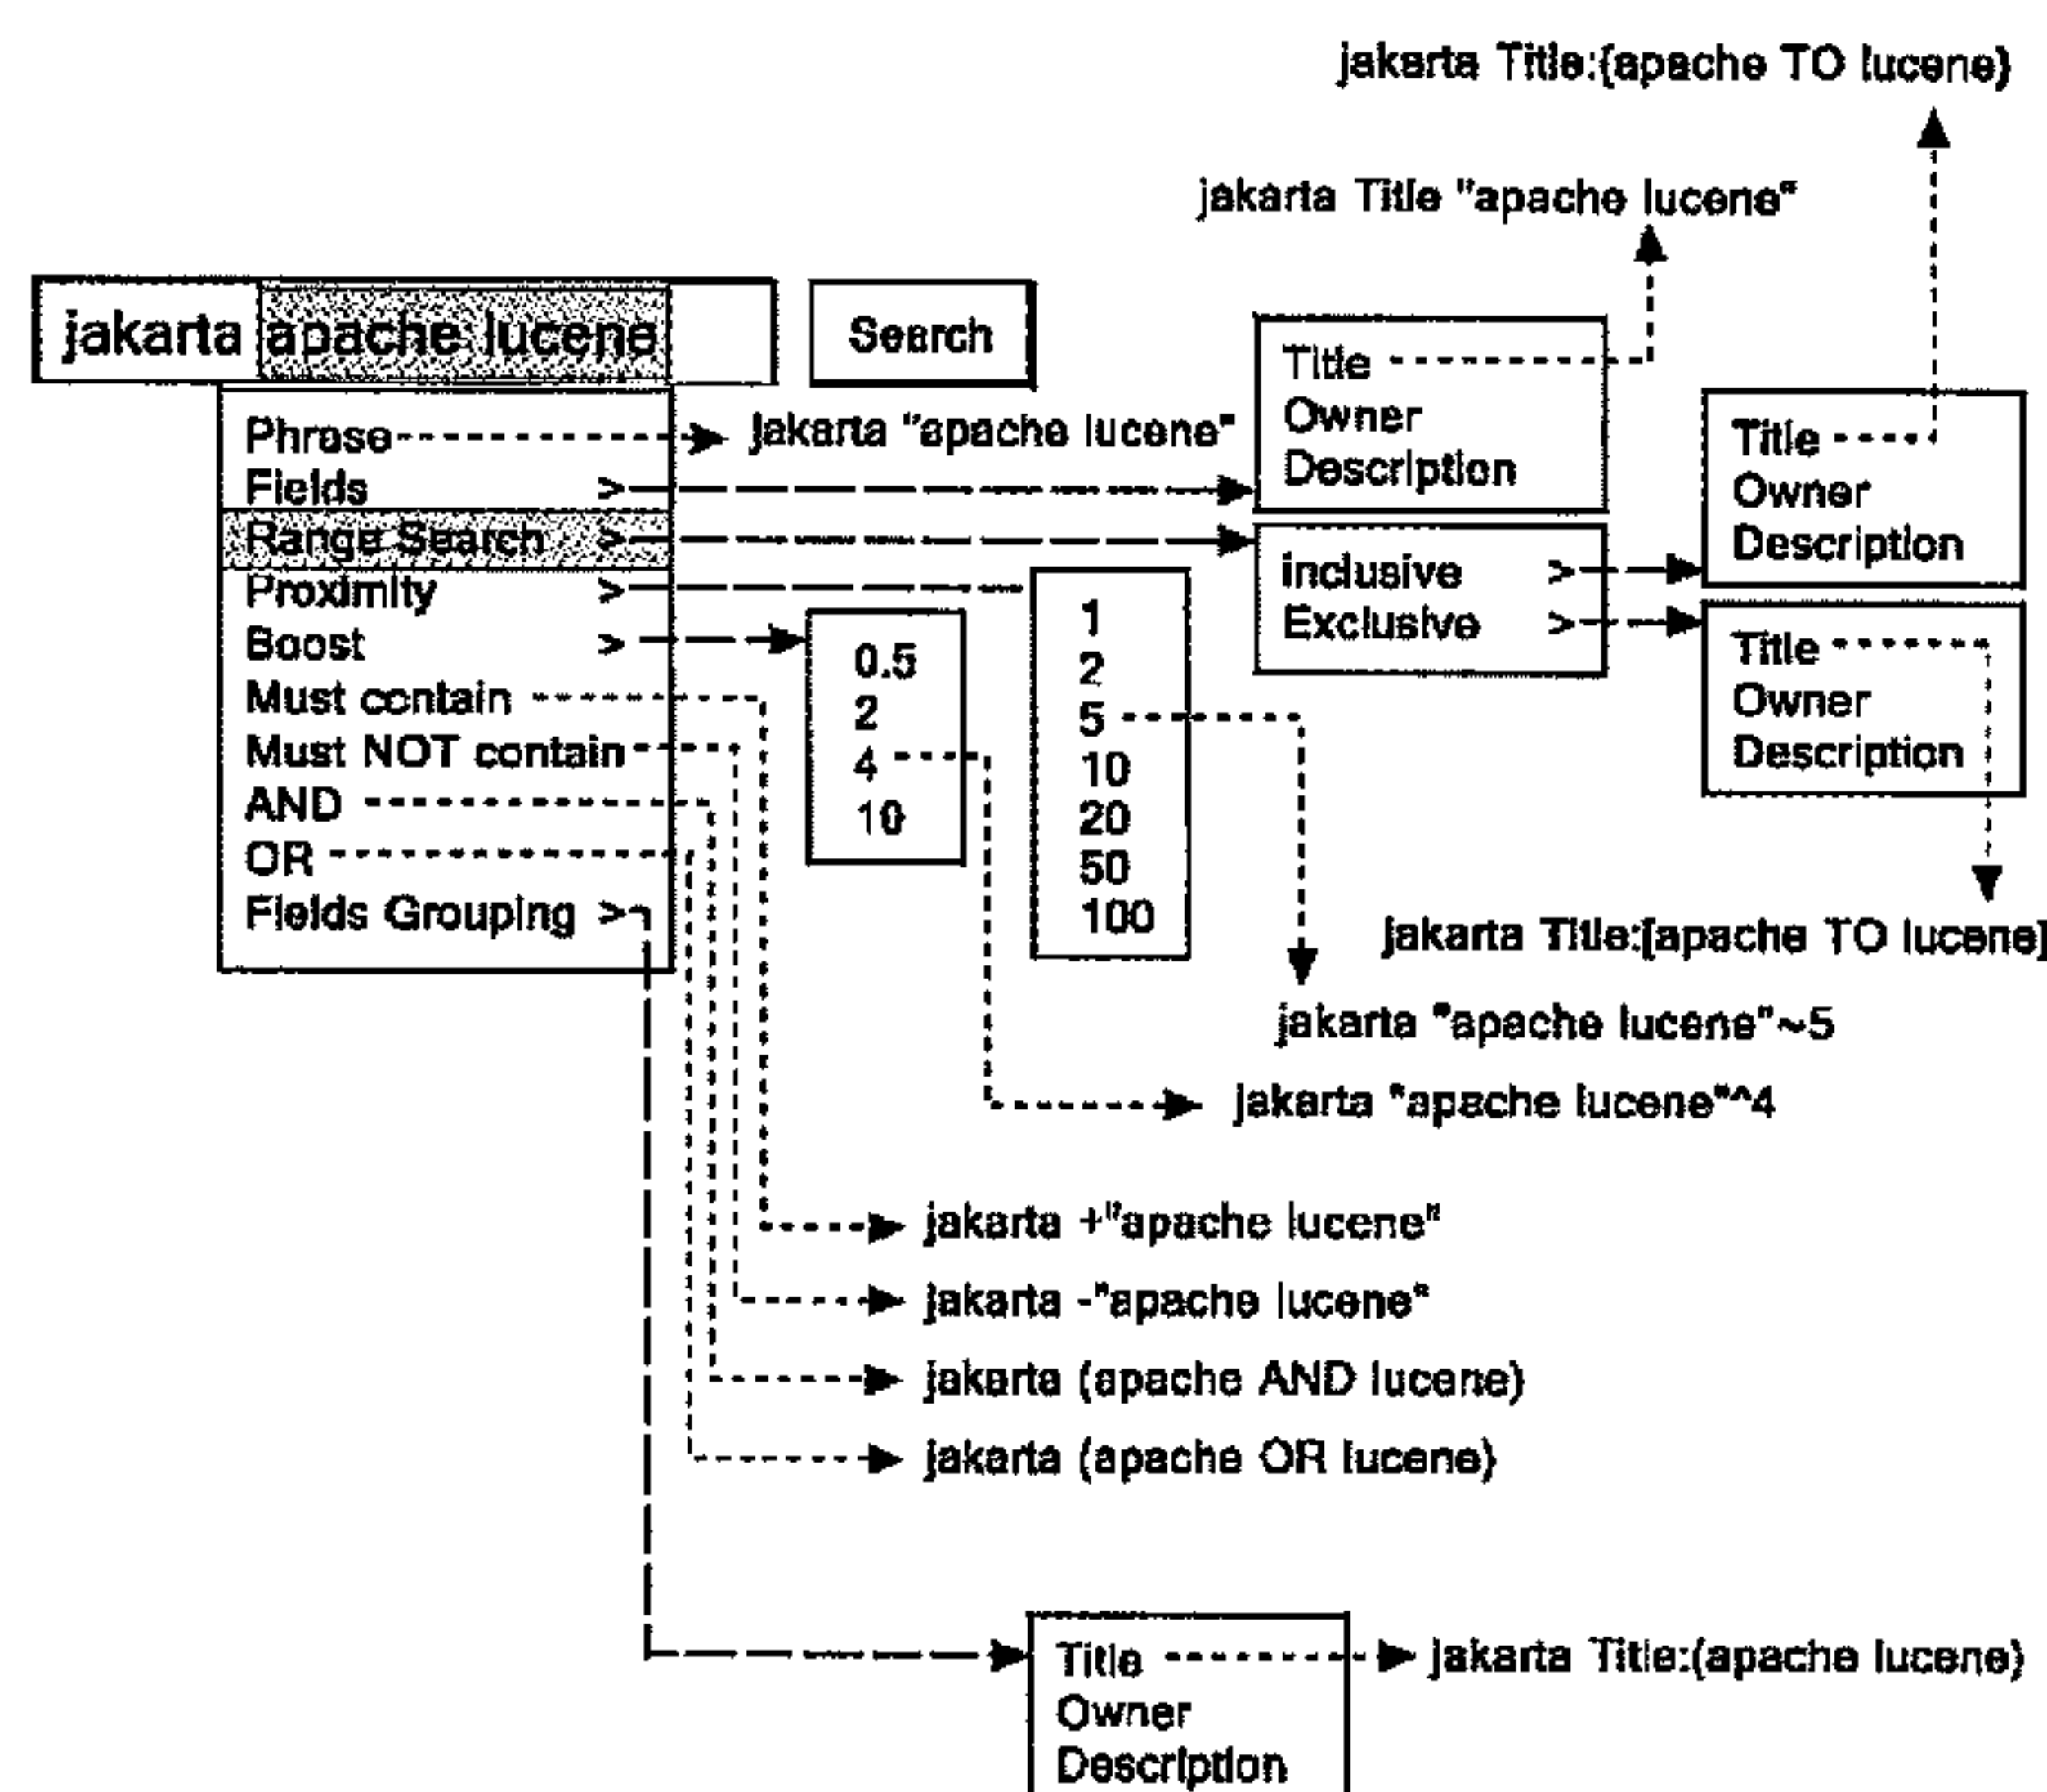 jakarta Title:{apache TO lucene}
jakarta Title "apache lucene"
jakarta apache lucene
Search
Phrase
jakarta "apache lucene"
Fields >
Range Search >
Proximity >
Boost >
Must contain
Must NOT contain
AND
OR
Fields Grouping >
Title
Owner
Description
inclusive >
Exclusive >
Title
Owner
Description
Title
Owner
Description
0.5
2
4
10
1
2
5
10
20
50
100
jakarta Title:[apache TO lucene]
jakarta "apache lucene"~5
jakarta "apache lucene"^4
jakarta +"apache lucene"
jakarta -"apache lucene"
jakarta (apache AND lucene)
jakarta (apache OR lucene)
Title
Owner
Description
jakarta Title:(apache lucene)